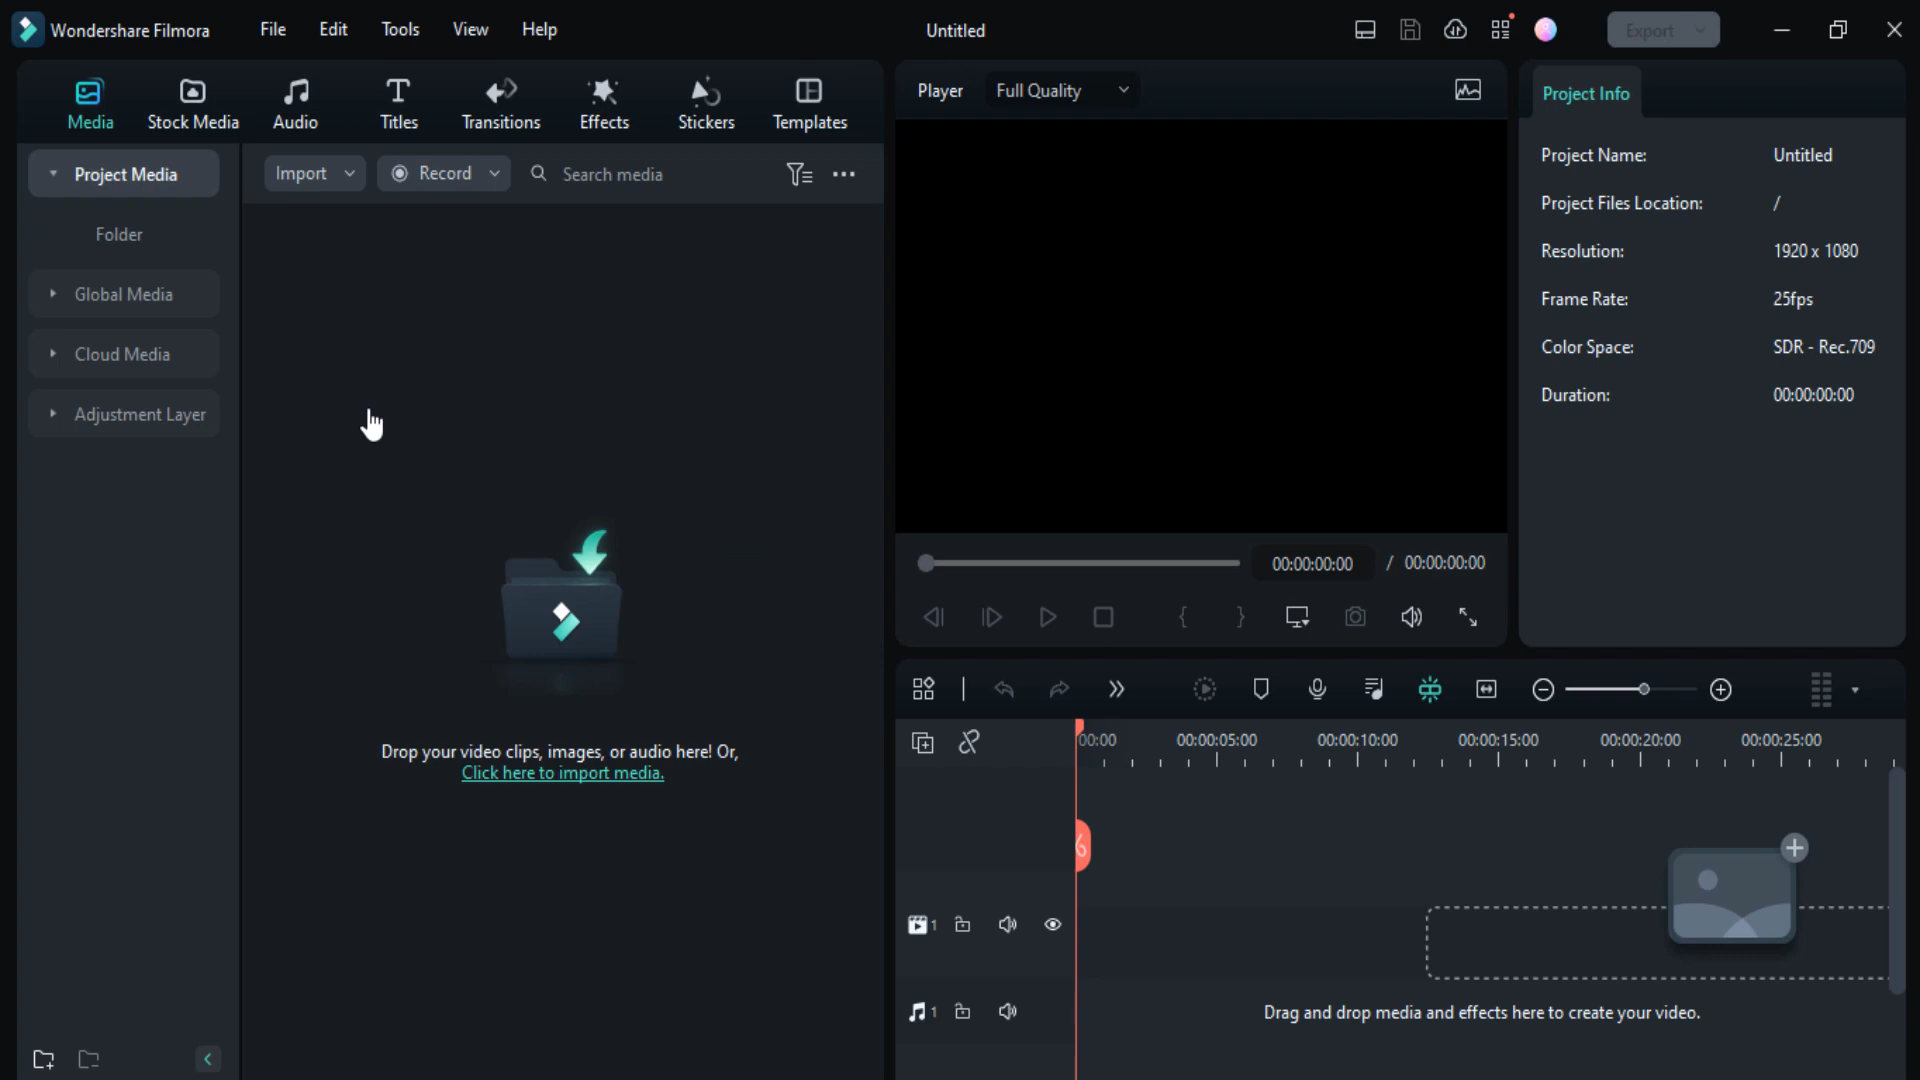 Wondershare Filmora File Edit Tools View Help Untitled Export
Media Stock Media Audio Titles Transitions Effects Stickers Templates
Player Full Quality
Project Info
Project Media
Import Record Search media
Folder
Global Media
Cloud Media
Adjustment Layer
Drop your video clips, images, or audio here! Or,
Click here to import media.
Project Name: Untitled
Project Files Location: /
Resolution: 1920 x 1080
Frame Rate: 25fps
Color Space: SDR - Rec.709
Duration: 00:00:00:00
00:00:00:00 / 00:00:00:00
00:00 00:00:05:00 00:00:10:00 00:00:15:00 00:00:20:00 00:00:25:00
1
1
Drag and drop media and effects here to create your video.